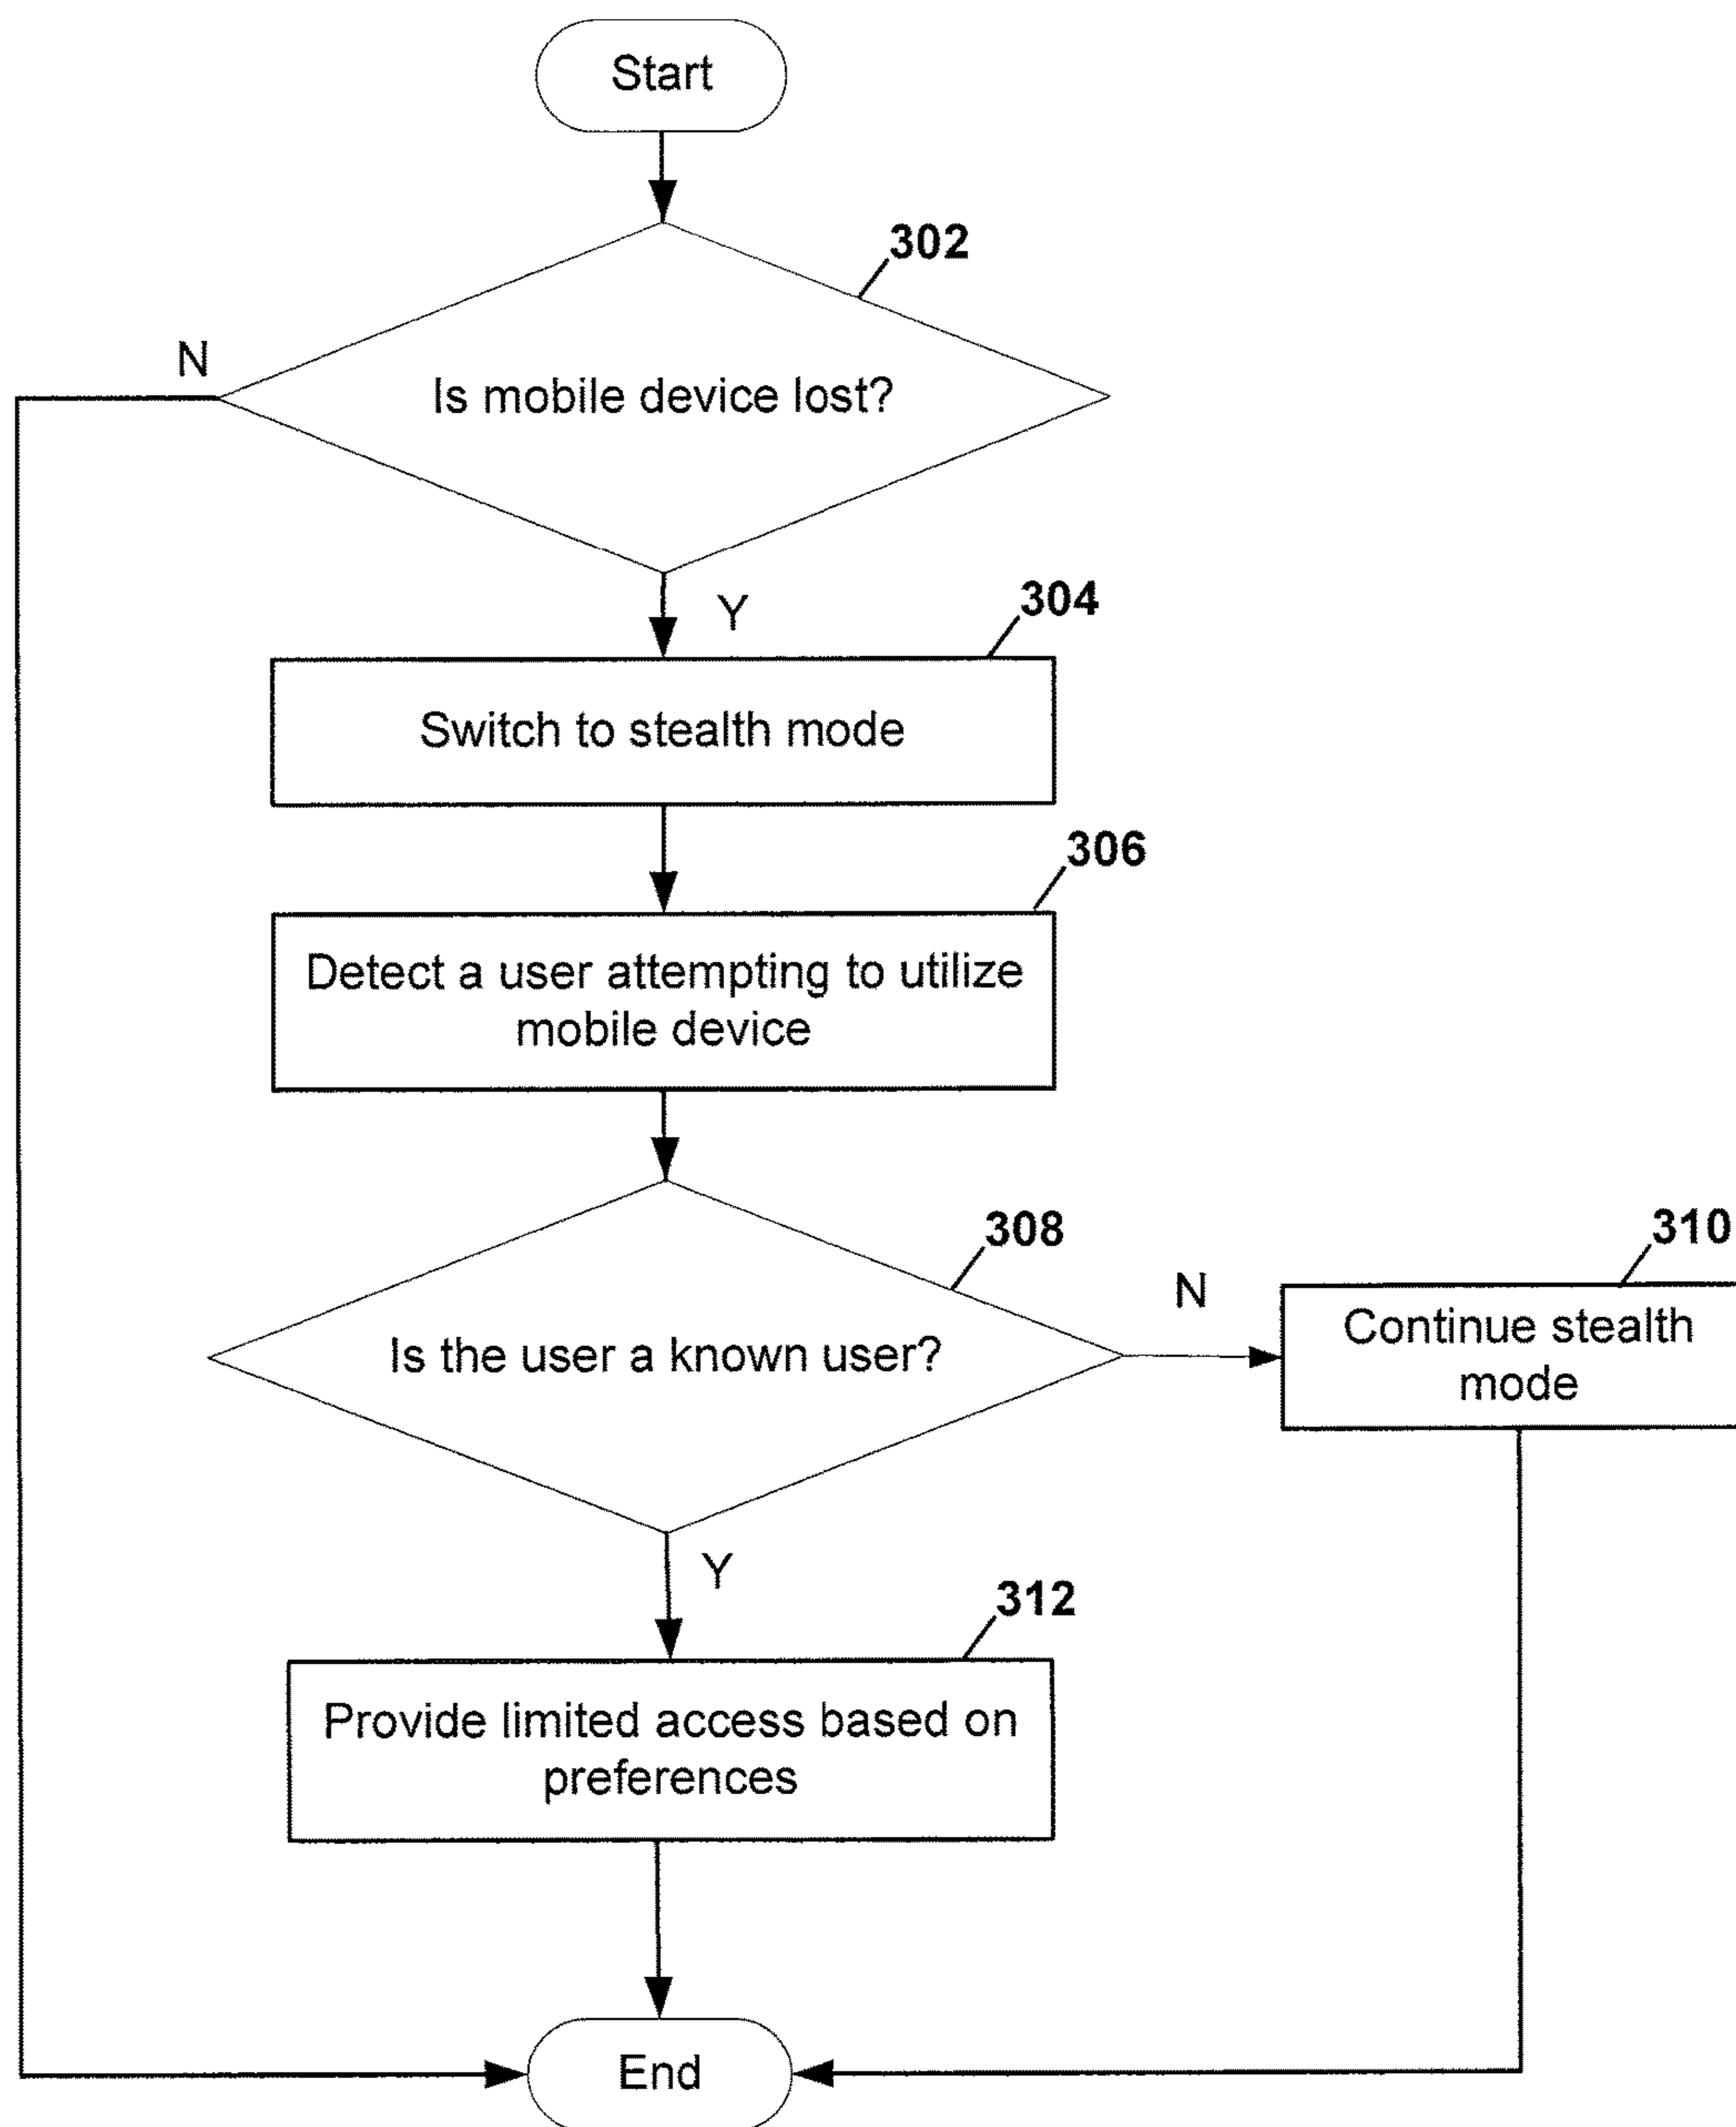 Start
302
N
Is mobile device lost?
Y
304
Switch to stealth mode
306
Detect a user attempting to utilize
mobile device
308
N
310
Is the user a known user?
Continue stealth
mode
Y
312
Provide limited access based on
preferences
End